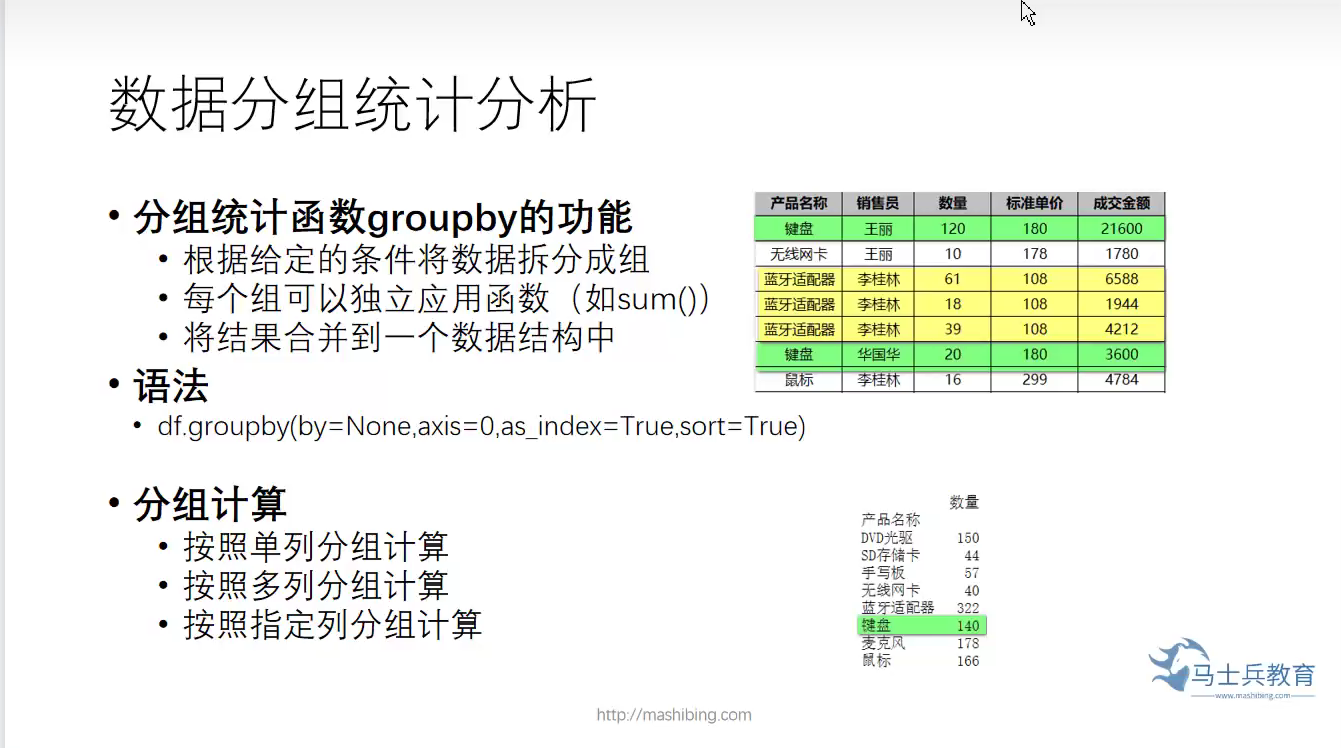 数据分组统计分析
• 分组统计函数groupby的功能
• 根据给定的条件将数据拆分成组
• 每个组可以独立应用函数（如sum()）
• 将结果合并到一个数据结构中
• 语法
• df.groupby(by=None,axis=0,as_index=True,sort=True)
• 分组计算
• 按照单列分组计算
• 按照多列分组计算
• 按照指定列分组计算
产品名称 销售员 数量 标准单价 成交金额
键盘 王丽 120 180 21600
无线网卡 王丽 10 178 1780
蓝牙适配器 李桂林 61 108 6588
蓝牙适配器 李桂林 18 108 1944
蓝牙适配器 李桂林 39 108 4212
键盘 华国华 20 180 3600
鼠标 李桂林 16 299 4784
数量
产品名称
DVD光驱 150
SD存储卡 44
手写板 57
无线网卡 40
蓝牙适配器 322
键盘 140
麦克风 178
鼠标 166
马士兵教育
www.mashibing.com
http://mashibing.com